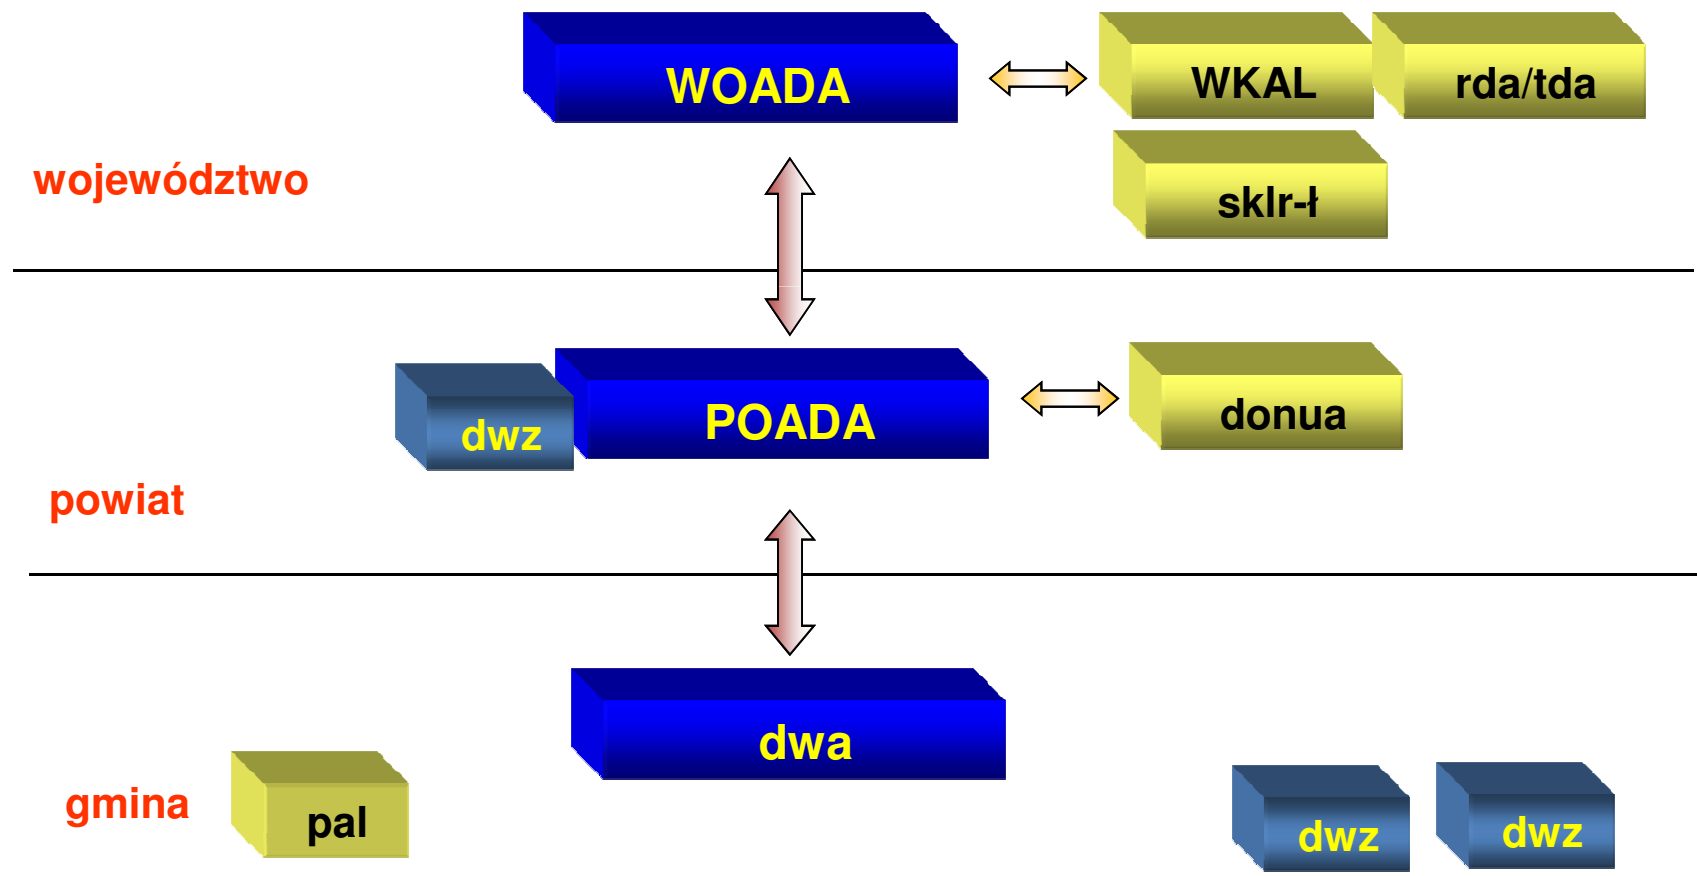 WOADA
WKAL
rda/tda
województwo
sklr-ł
dwz
POADA
donua
powiat
dwa
gmina
pal
dwz
dwz